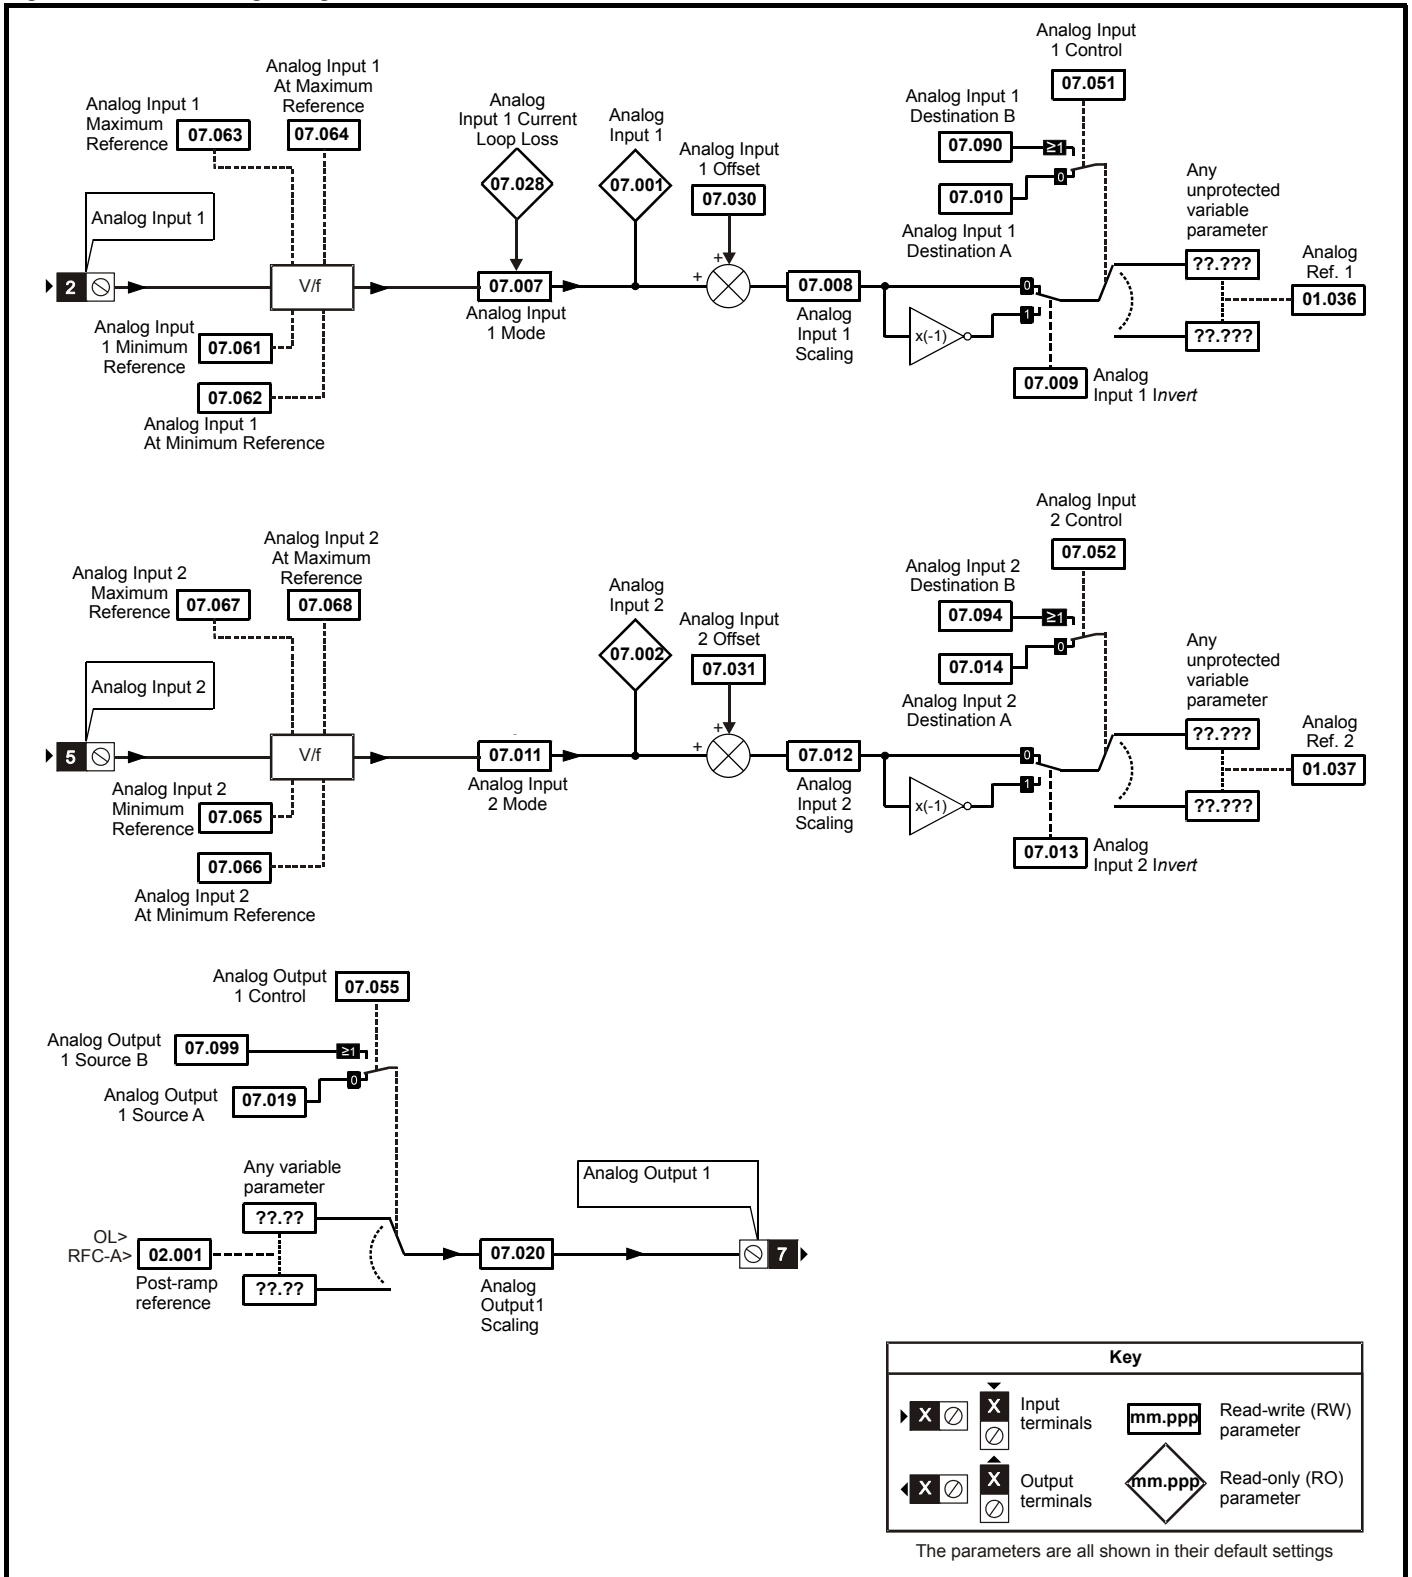 Analog Input 1
Maximum
Reference
07.063
Analog Input 1
At Maximum
Reference
07.064
Analog
Input 1 Current
Loop Loss
07.028
Analog
Input 1
07.001
Analog Input
1 Offset
07.030
Analog Input 1
Destination B
07.090
≥1
07.010
0
Analog Input 1
Destination A
Analog Input
1 Control
07.051
Any
unprotected
variable
parameter
??.???
??.???
Analog
Ref. 1
01.036
Analog Input 1
2
V/f
07.007
Analog Input
1 Mode
+
+
07.008
Analog
Input 1
Scaling
x(-1)
0
1
07.009
Analog
Input 1 Invert
Analog Input
1 Minimum
Reference
07.061
07.062
Analog Input 1
At Minimum Reference
Analog Input 2
Maximum
Reference
07.067
Analog Input 2
At Maximum
Reference
07.068
Analog
Input 2
07.002
Analog Input
2 Offset
07.031
Analog Input 2
Destination B
07.094
≥1
07.014
0
Analog Input 2
Destination A
Analog Input
2 Control
07.052
Any
unprotected
variable
parameter
??.???
??.???
Analog
Ref. 2
01.037
Analog Input 2
5
V/f
07.011
Analog Input
2 Mode
+
+
07.012
Analog
Input 2
Scaling
x(-1)
0
1
07.013
Analog
Input 2 Invert
Analog Input 2
Minimum
Reference
07.065
07.066
Analog Input 2
At Minimum Reference
Analog Output
1 Control
07.055
Analog Output
1 Source B
07.099
≥1
Analog Output
1 Source A
07.019
0
Any variable
parameter
??.??
??.??
OL>
RFC-A>
02.001
Post-ramp
reference
07.020
Analog
Output1
Scaling
Analog Output 1
7
Key
X
X
Input
terminals
mm.ppp
Read-write (RW)
parameter
X
X
Output
terminals
mm.ppp
Read-only (RO)
parameter
The parameters are all shown in their default settings